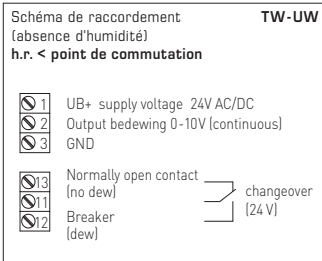 Schéma de raccordement TW-UW
(absence d'humidité)
h.r. < point de commutation
1 UB+ supply voltage 24V AC/DC
2 Output bedewing 0-10V (continuous)
3 GND
13 Normally open contact
(no dew)
11
changeover
(24 V)
12 Breaker
(dew)